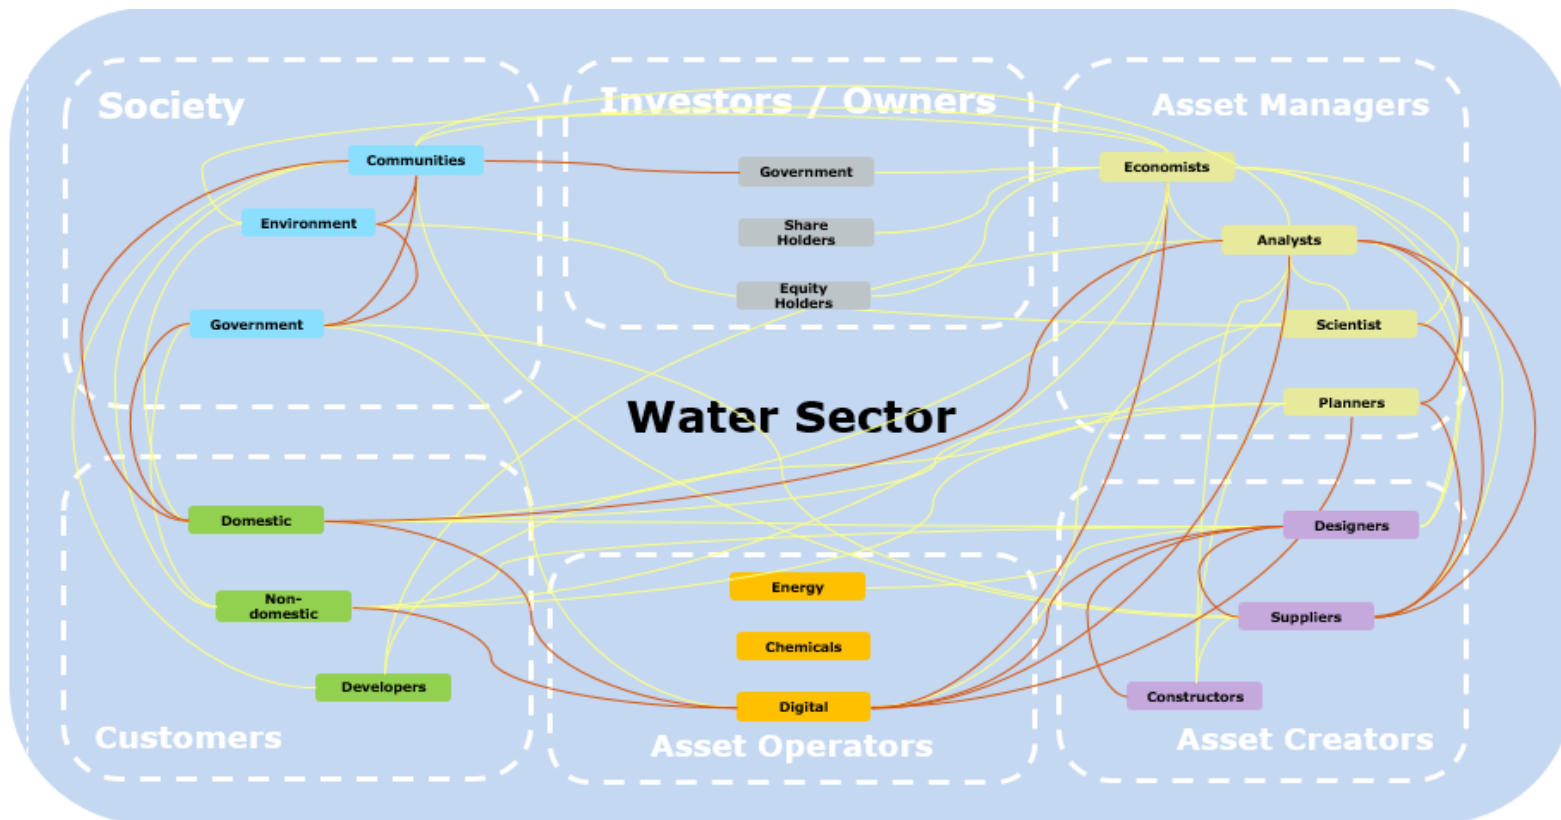 Society
Communities
Environment
Government
Investors / Owners
Government
Share
Holders
Equity
Holders
Asset Managers
Economists
Analysts
Scientist
Planners
Water Sector
Domestic
Non-
domestic
Developers
Customers
Energy
Chemicals
Digital
Asset Operators
Designers
Suppliers
Constructors
Asset Creators